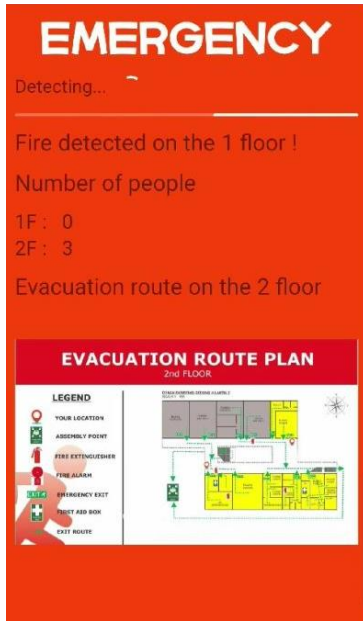 EMERGENCY
Detecting...
Fire detected on the 1 floor !
Number of people
1F : 0
2F : 3
Evacuation route on the 2 floor
EVACUATION ROUTE PLAN
2nd FLOOR
LEGEND
YOUR LOCATION
ASSEMBLY POINT
FIRE EXTINGUISHER
FIRE ALARM
EMERGENCY EXIT
FIRST AID BOX
EXIT ROUTE